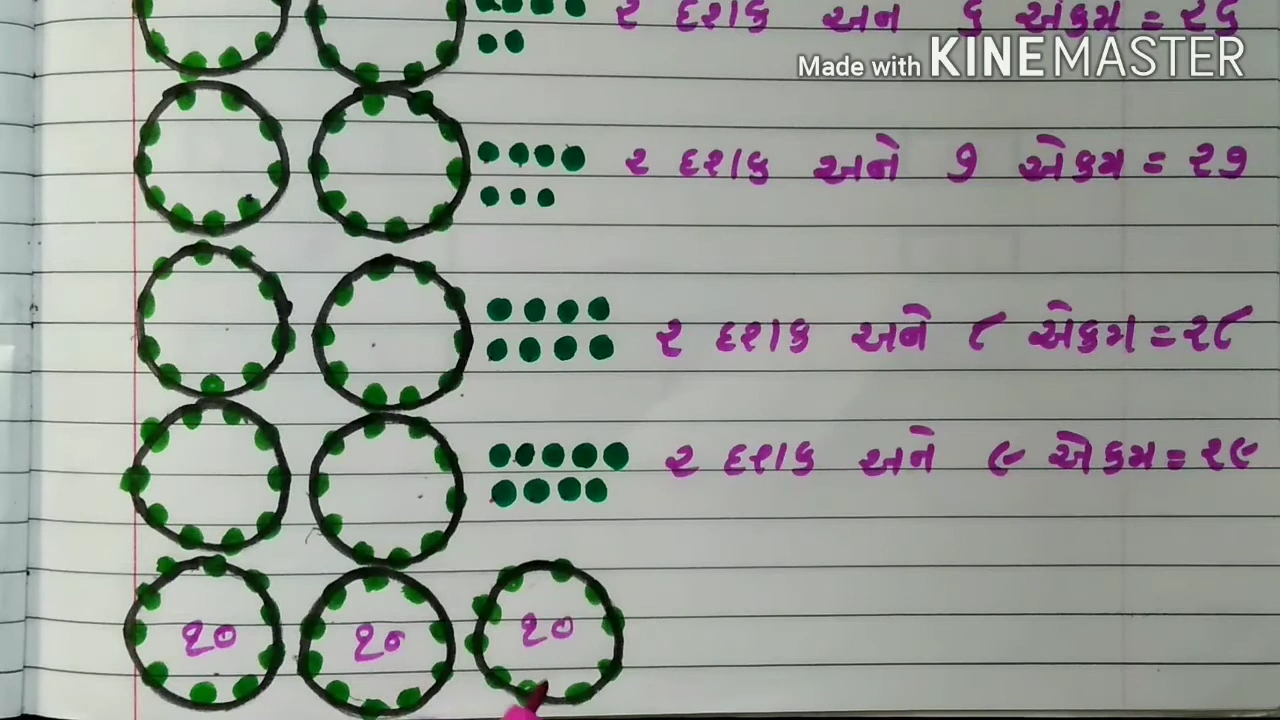 ૨ દશક અને ૬ એકમ = ૨૬
Made with KINEMASTER
૨ દશક અને ૭ એકમ = ૨૭
૨ દશક અને ૮ એકમ = ૨૮
૨ દશક અને ૯ એકમ = ૨૯
૧૦ ૧૦ ૧૦